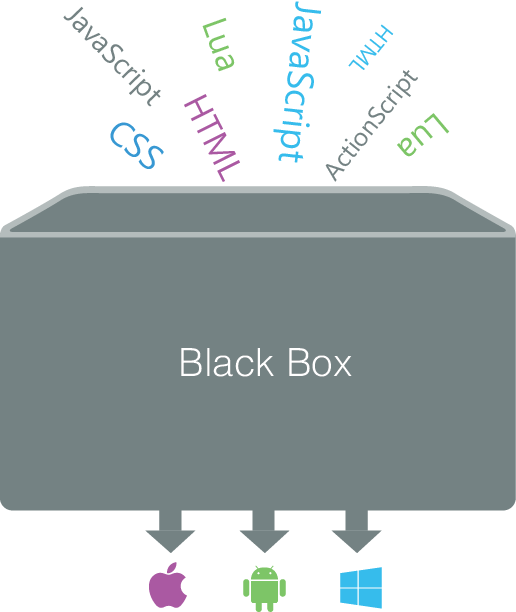 JavaScript
Lua
JavaScript
HTML
CSS
HTML
ActionScript
Lua
Black Box